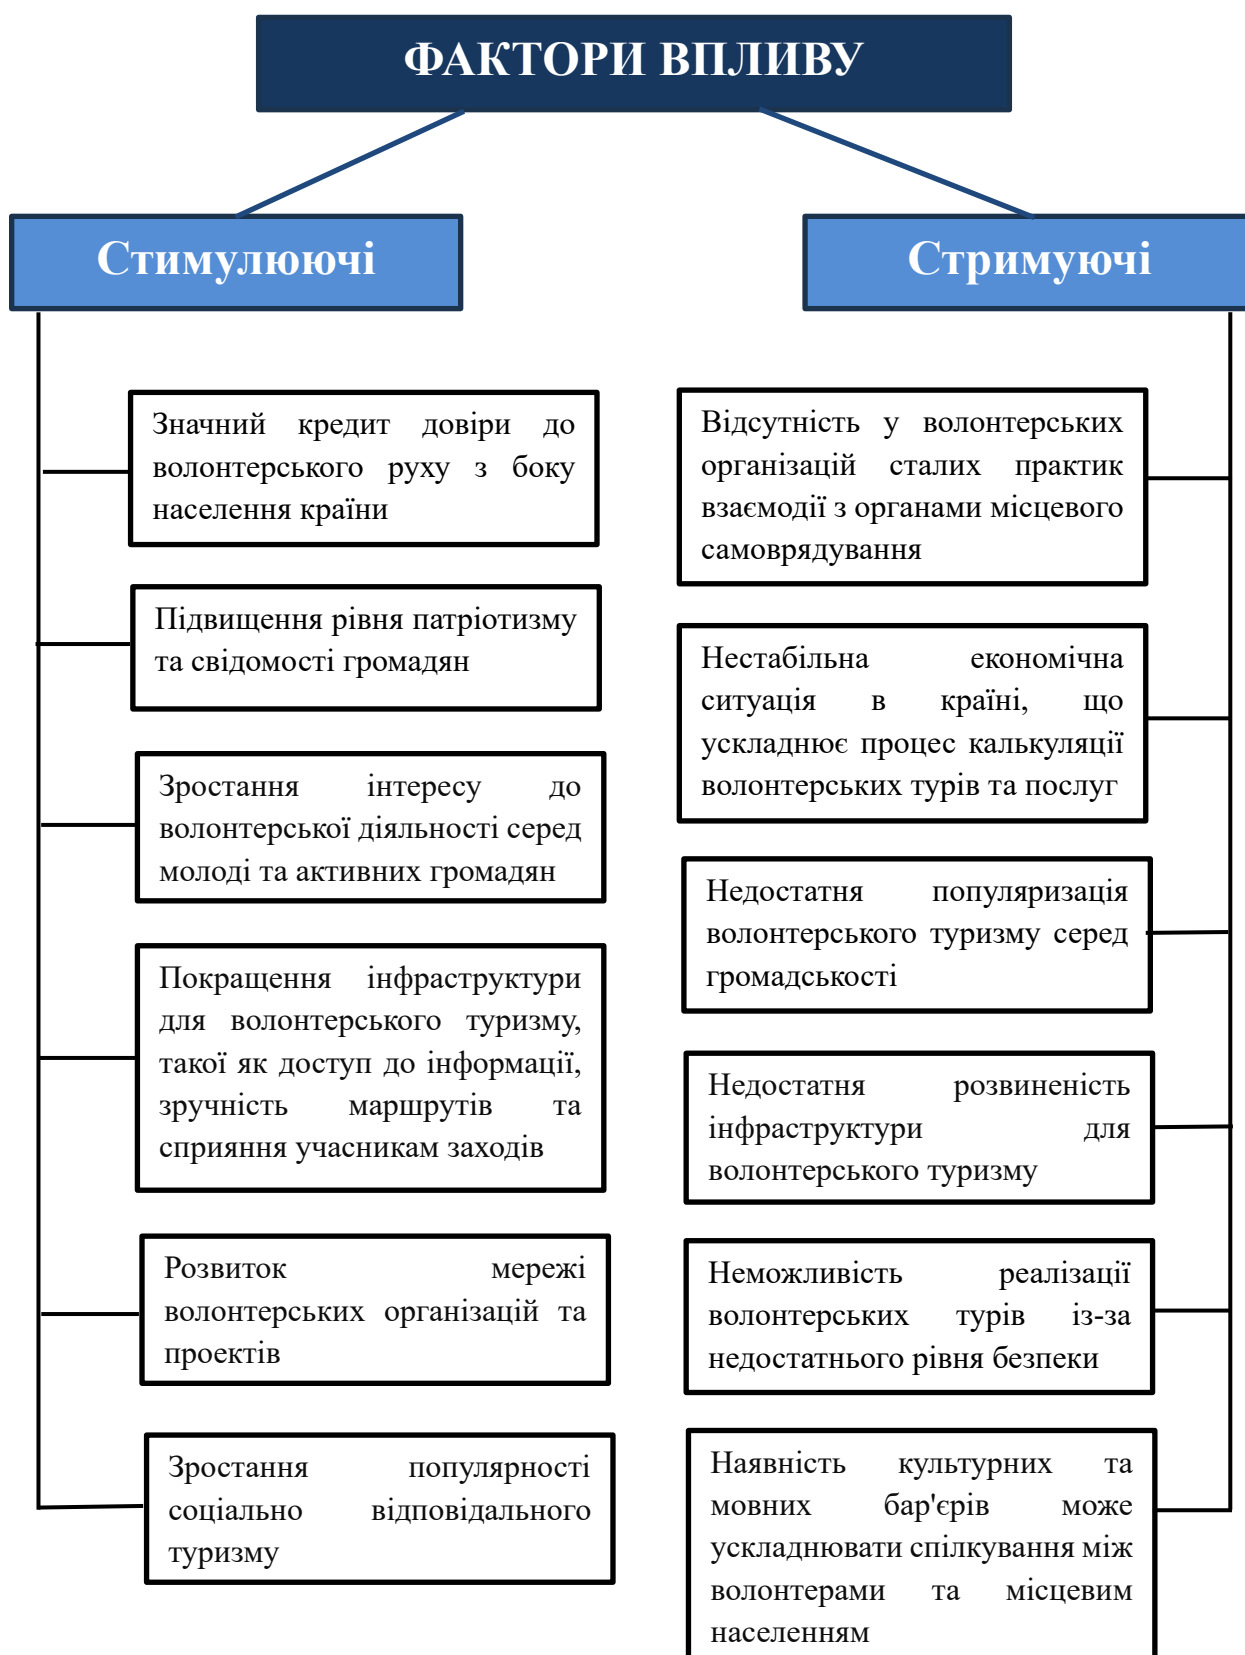 ФАКТОРИ ВПЛИВУ
Стимулюючі
Значний кредит довіри до
волонтерського руху з боку
населення країни
Підвищення рівня патріотизму
та свідомості громадян
Зростання інтересу до
волонтерської діяльності серед
молоді та активних громадян
Покращення інфраструктури
для волонтерського туризму,
такої як доступ до інформації,
зручність маршрутів та
сприяння учасникам заходів
Розвиток мережі
волонтерських організацій та
проектів
Зростання популярності
соціально відповідального
туризму
Стримуючі
Відсутність у волонтерських
організацій сталих практик
взаємодії з органами місцевого
самоврядування
Нестабільна економічна
ситуація в країні, що
ускладнює процес калькуляції
волонтерських турів та послуг
Недостатня популяризація
волонтерського туризму серед
громадськості
Недостатня розвиненість
інфраструктури для
волонтерського туризму
Неможливість реалізації
волонтерських турів із-за
недостатнього рівня безпеки
Наявність культурних та
мовних бар'єрів може
ускладнювати спілкування між
волонтерами та місцевим
населенням